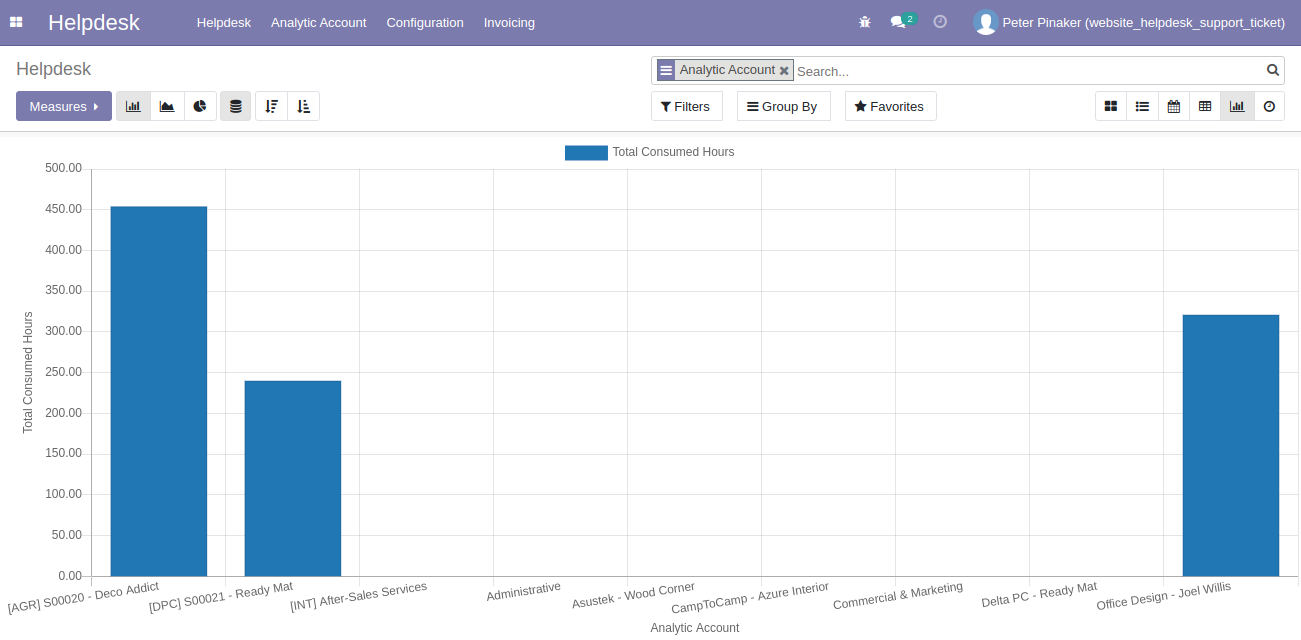 Helpdesk Helpdesk Analytic Account Configuration Invoicing 2 Peter Pinaker (website_helpdesk_support_ticket)
Helpdesk Analytic Account Search...
Measures Filters Group By Favorites
Total Consumed Hours
500.00
450.00
400.00
350.00
300.00
250.00
200.00
150.00
100.00
50.00
0.00
Total Consumed Hours
[AGR] S00020 - Deco Addict
[DPC] S00021 - Ready Mat
[INT] After-Sales Services
Administrative
Asustek - Wood Corner
CampToCamp - Azure Interior
Commercial & Marketing
Delta PC - Ready Mat
Office Design - Joel Willis
Analytic Account